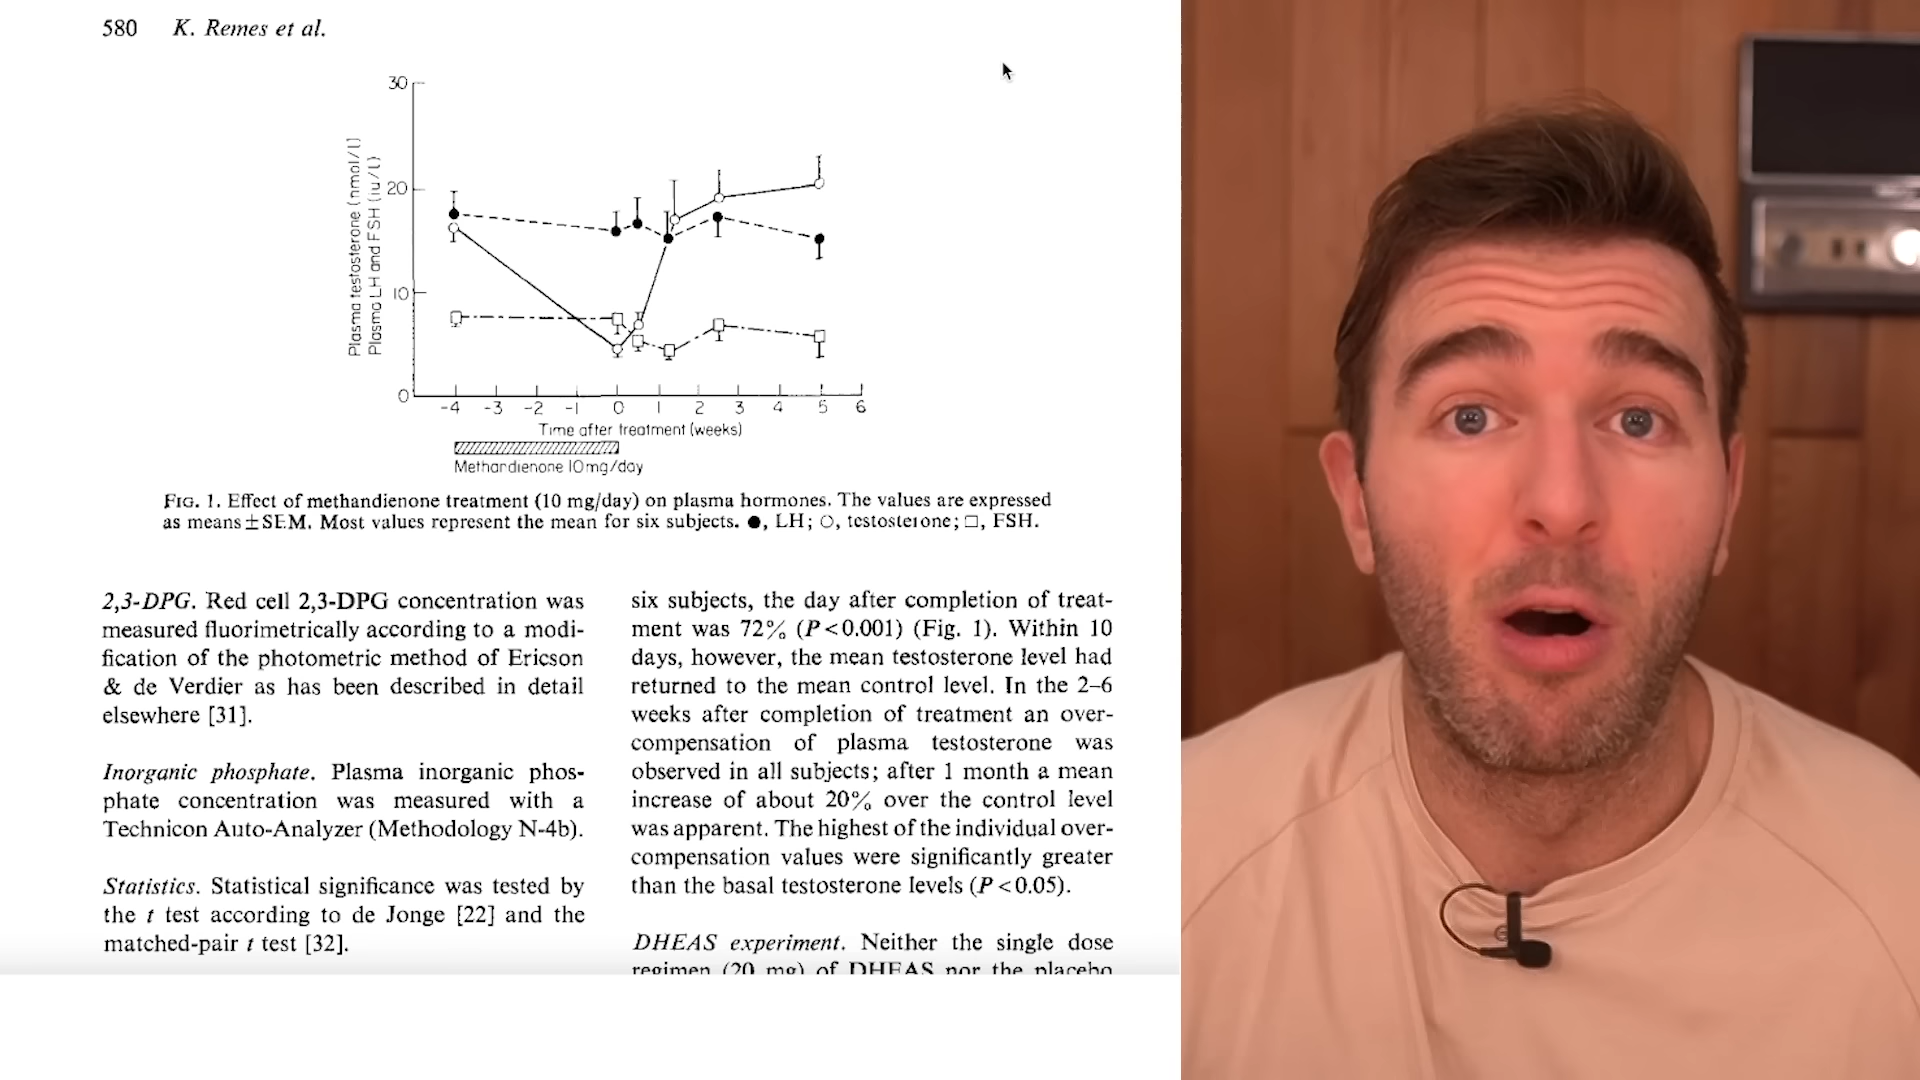 580 K. Remes et al.
30
20
10
0
Plasma testosterone (nmol/l)
Plasma LH and FSH (iu/l)
-4 -3 -2 -1 0 1 2 3 4 5 6
Time after treatment (weeks)
Methandienone 10mg/day
FIG. 1. Effect of methandienone treatment (10 mg/day) on plasma hormones. The values are expressed
as means ± SEM. Most values represent the mean for six subjects. ●, LH; ○, testosterone; □, FSH.
2,3-DPG. Red cell 2,3-DPG concentration was
measured fluorimetrically according to a modi-
fication of the photometric method of Ericson
& de Verdier as has been described in detail
elsewhere [31].
Inorganic phosphate. Plasma inorganic phos-
phate concentration was measured with a
Technicon Auto-Analyzer (Methodology N-4b).
Statistics. Statistical significance was tested by
the t test according to de Jonge [22] and the
matched-pair t test [32].
six subjects, the day after completion of treat-
ment was 72% (P<0.001) (Fig. 1). Within 10
days, however, the mean testosterone level had
returned to the mean control level. In the 2–6
weeks after completion of treatment an over-
compensation of plasma testosterone was
observed in all subjects; after 1 month a mean
increase of about 20% over the control level
was apparent. The highest of the individual over-
compensation values were significantly greater
than the basal testosterone levels (P<0.05).
DHEAS experiment. Neither the single dose
regimen (20 mg) of DHEAS nor the placebo